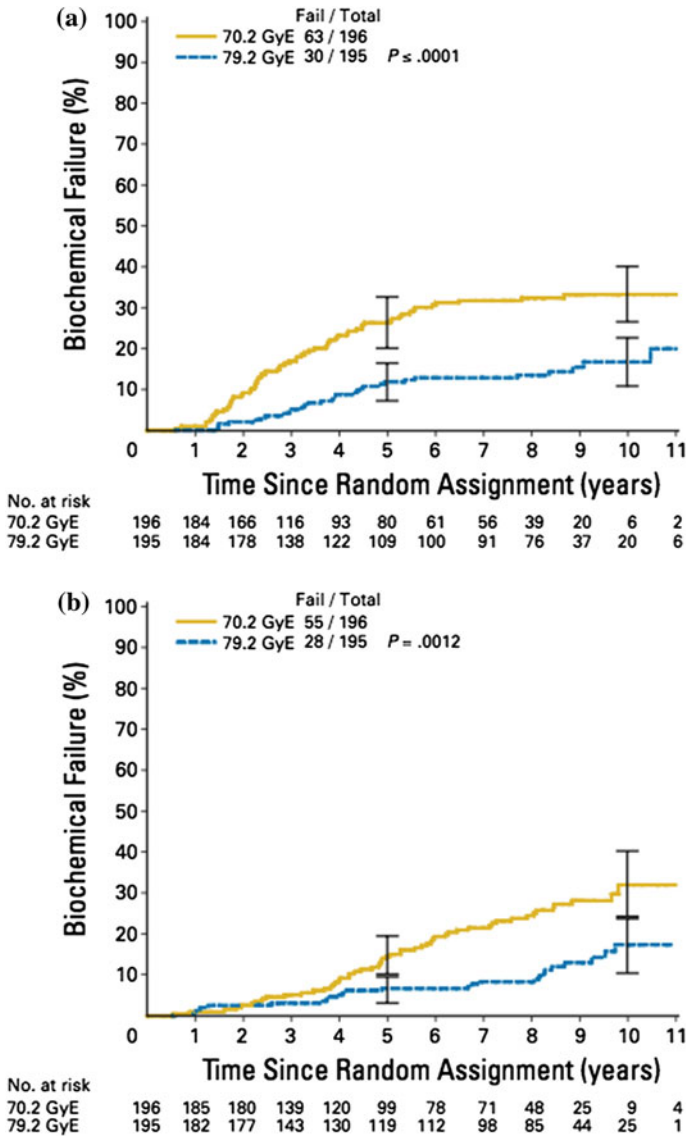 (a)
Fail / Total
70.2 GyE 63 / 196
79.2 GyE 30 / 195 P ≤ .0001
Biochemical Failure (%)
100
90
80
70
60
50
40
30
20
10
0 1 2 3 4 5 6 7 8 9 10 11
Time Since Random Assignment (years)
No. at risk
70.2 GyE 196 184 166 116 93 80 61 56 39 20 6 2
79.2 GyE 195 184 178 138 122 109 100 91 76 37 20 6
(b)
Fail / Total
70.2 GyE 55 / 196
79.2 GyE 28 / 195 P = .0012
Biochemical Failure (%)
100
90
80
70
60
50
40
30
20
10
0 1 2 3 4 5 6 7 8 9 10 11
Time Since Random Assignment (years)
No. at risk
70.2 GyE 196 185 180 139 120 99 78 71 48 25 9 4
79.2 GyE 195 182 177 143 130 119 112 98 85 44 25 1